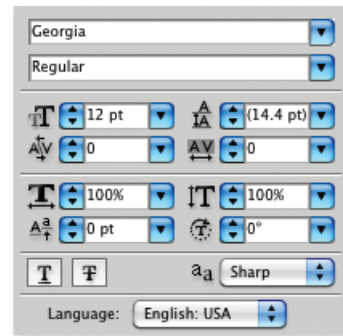 Georgia
Regular
12 pt (14.4 pt)
0 0
100% 100%
0 pt 0°
T T aa Sharp
Language: English: USA